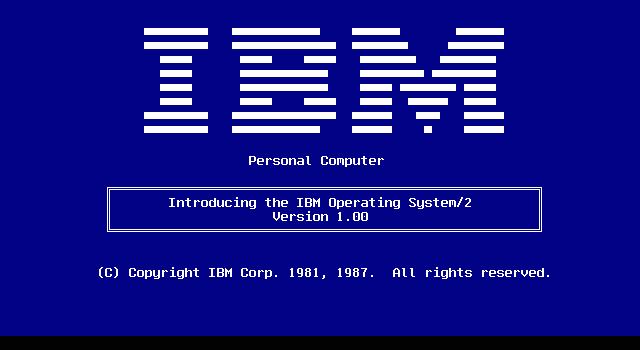 IBM
Personal Computer
Introducing the IBM Operating System/2
Version 1.00
(C) Copyright IBM Corp. 1981, 1987.  All rights reserved.